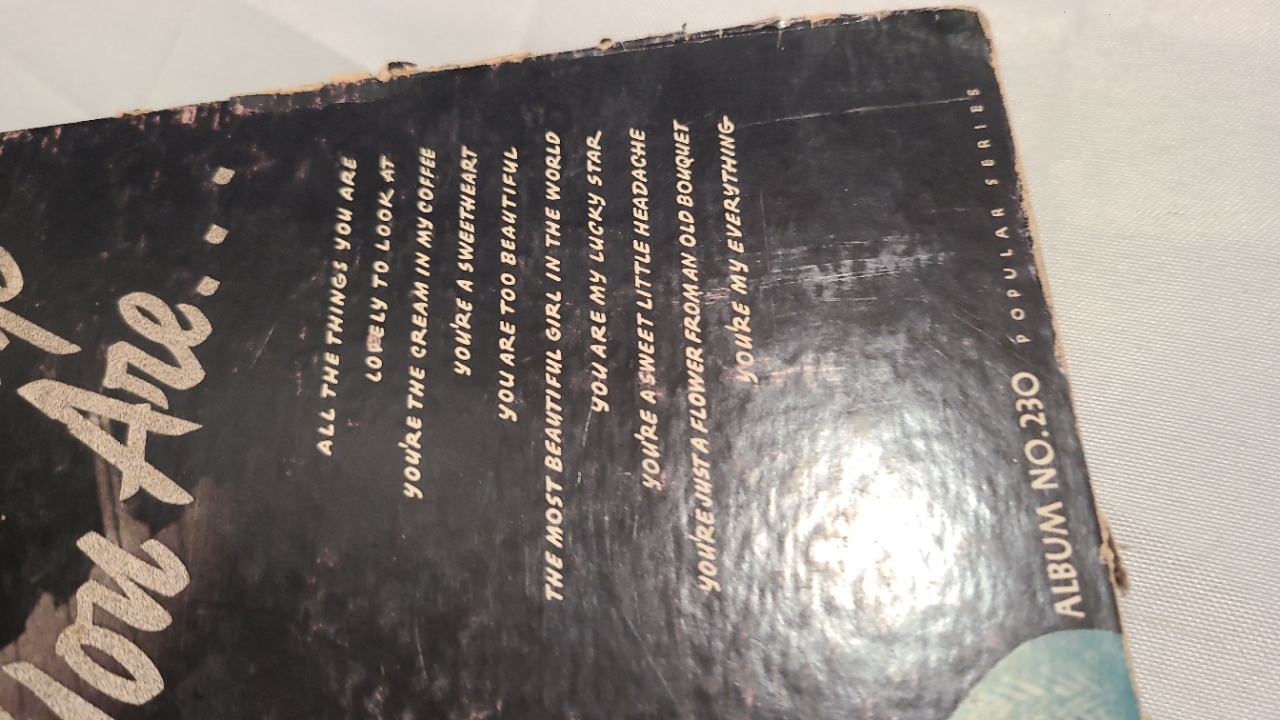 You Are...
ALL THE THINGS YOU ARE
LOVELY TO LOOK AT
YOU'RE THE CREAM IN MY COFFEE
YOU'RE A SWEETHEART
YOU ARE TOO BEAUTIFUL
THE MOST BEAUTIFUL GIRL IN THE WORLD
YOU ARE MY LUCKY STAR
YOU'RE A SWEET LITTLE HEADACHE
YOU'RE JUST A FLOWER FROM AN OLD BOUQUET
YOU'RE MY EVERYTHING
ALBUM NO.230 POPULAR SERIES